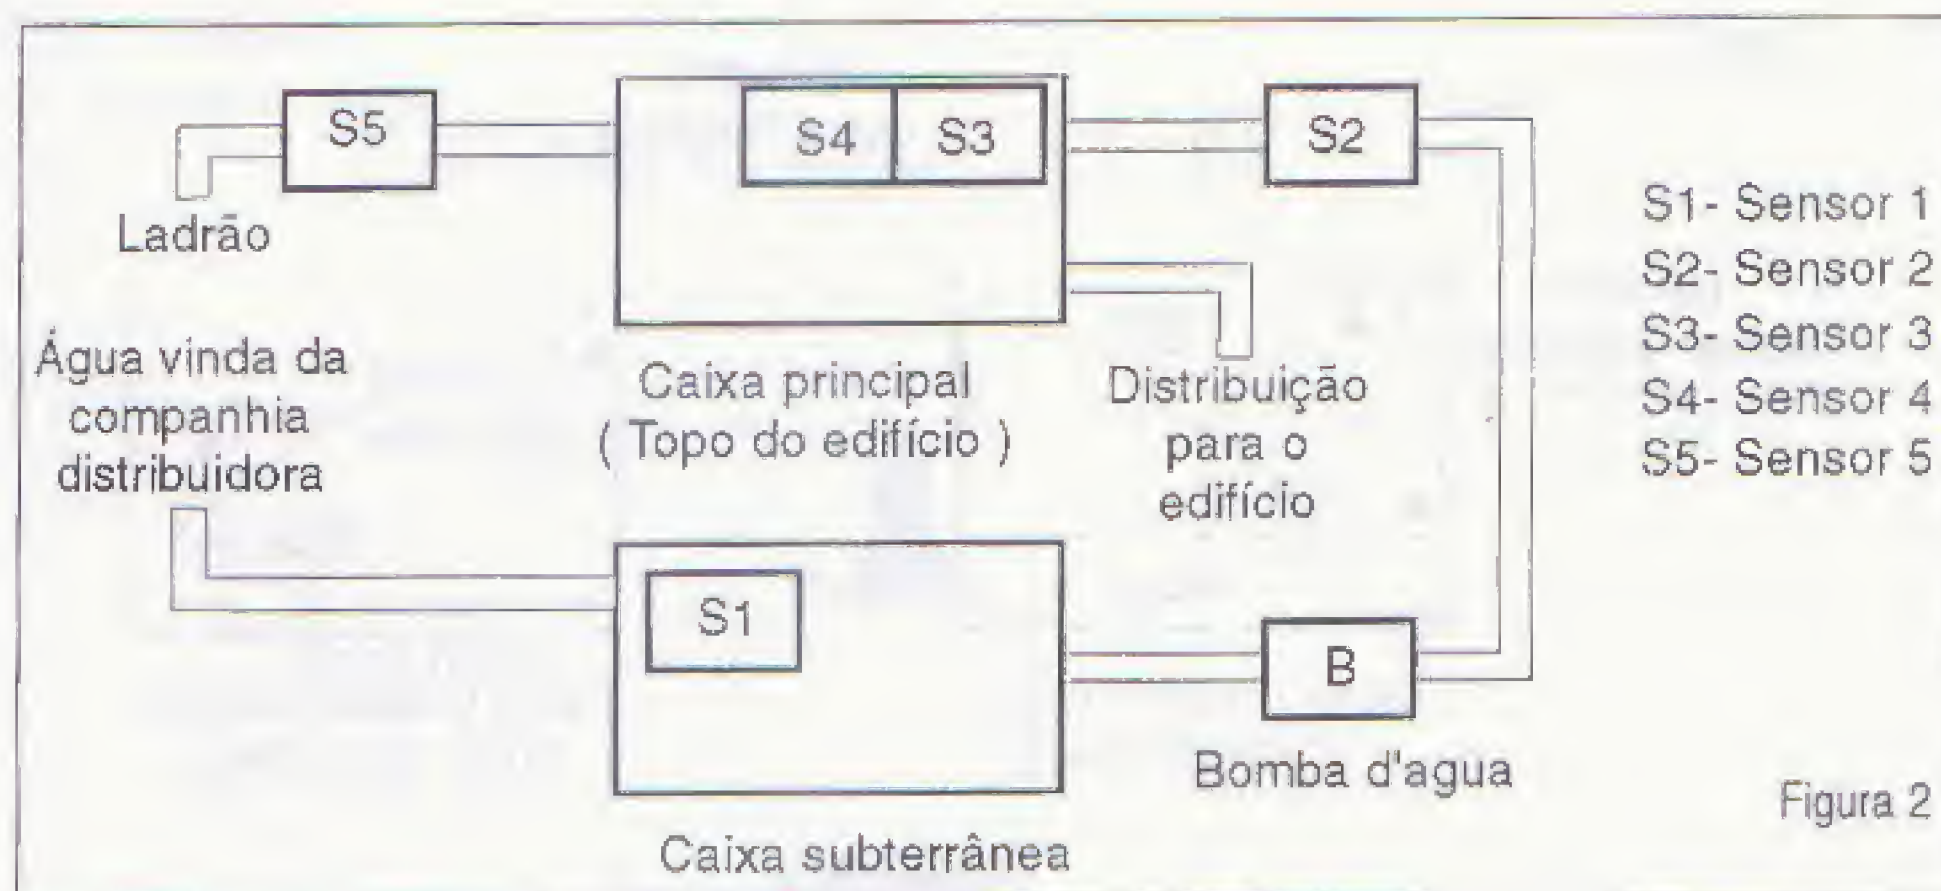 S5
S4
S3
S2
Ladrão
S1- Sensor 1
S2- Sensor 2
S3- Sensor 3
S4- Sensor 4
S5- Sensor 5
Água vinda da
companhia
distribuidora
Caixa principal
( Topo do edifício )
Distribuição
para o
edifício
S1
B
Bomba d'agua
Caixa subterrânea
Figura 2